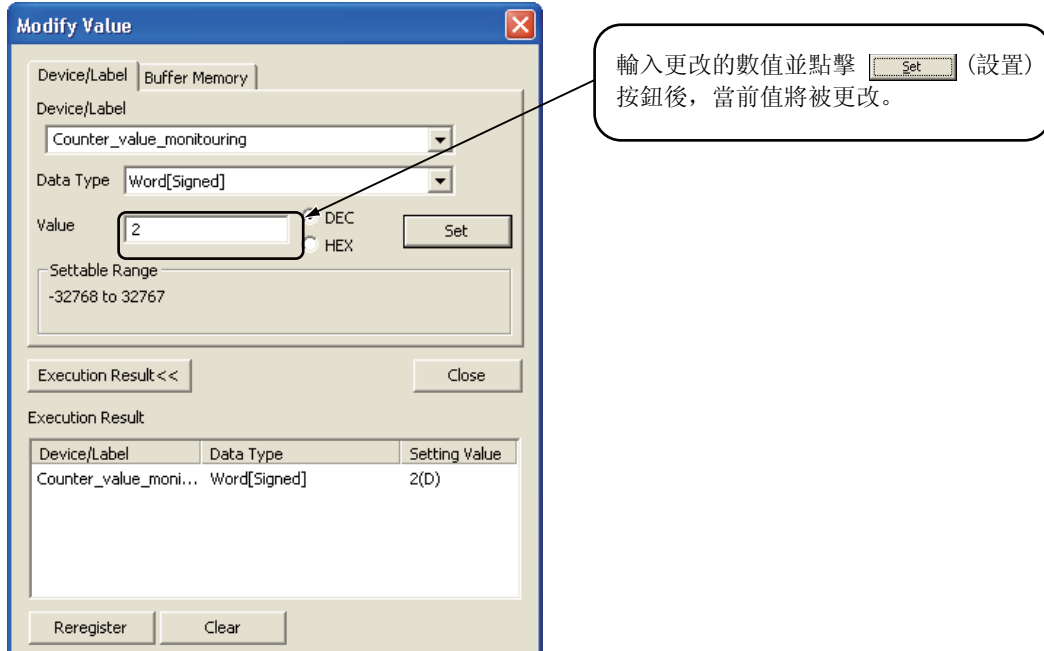 Modify Value
Device/Label Buffer Memory
Device/Label
Counter_value_monitouring
Data Type Word[Signed]
Value 2 DEC
HEX
Set
Settable Range
-32768 to 32767
Execution Result<< Close
Execution Result
Device/Label Data Type Setting Value
Counter_value_moni... Word[Signed] 2(D)
Reregister Clear
輸入更改的數值並點擊 Set (設置)
按鈕後，當前值將被更改。